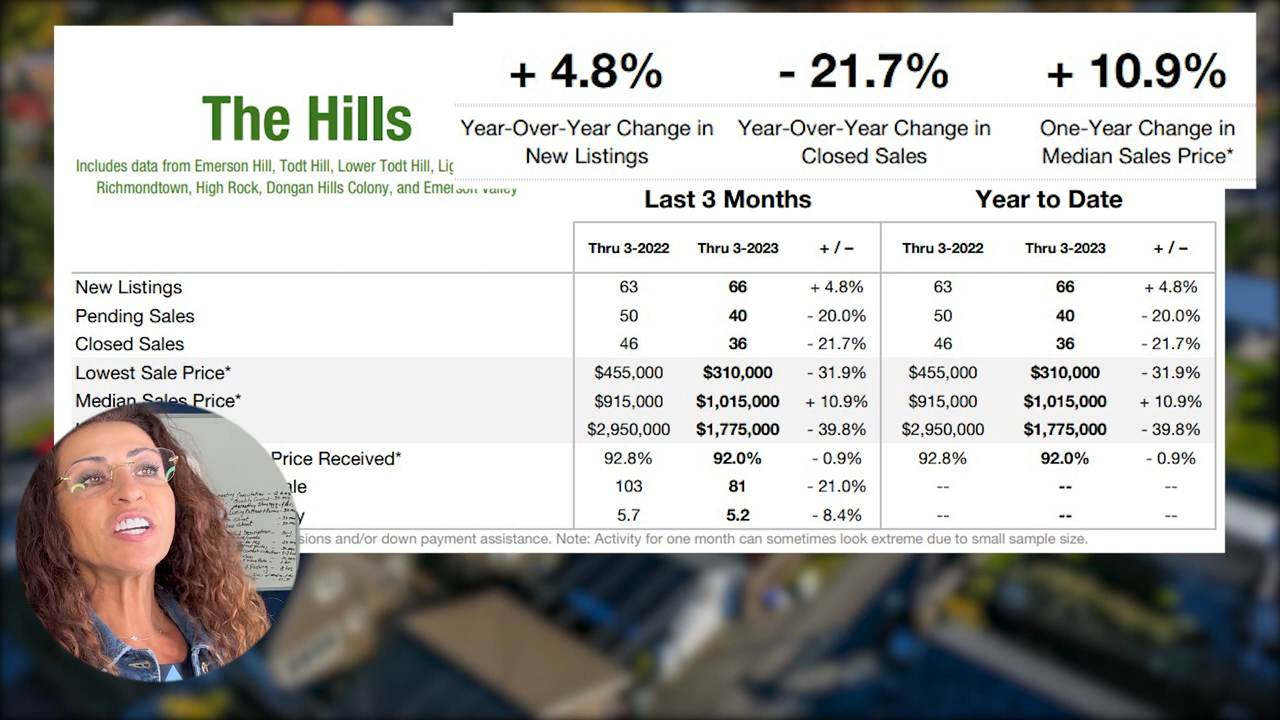 The Hills
Includes data from Emerson Hill, Todt Hill, Lower Todt Hill,
Richmondtown, High Rock, Dongan Hills Colony, and Emerson Valley
+ 4.8% - 21.7% + 10.9%
Year-Over-Year Change in Year-Over-Year Change in One-Year Change in
New Listings Closed Sales Median Sales Price*
Last 3 Months Year to Date
Thru 3-2022 Thru 3-2023 + / – Thru 3-2022 Thru 3-2023 + / –
New Listings 63 66 + 4.8% 63 66 + 4.8%
Pending Sales 50 40 - 20.0% 50 40 - 20.0%
Closed Sales 46 36 - 21.7% 46 36 - 21.7%
Lowest Sale Price* $455,000 $310,000 - 31.9% $455,000 $310,000 - 31.9%
Median Sales Price* $915,000 $1,015,000 + 10.9% $915,000 $1,015,000 + 10.9%
$2,950,000 $1,775,000 - 39.8% $2,950,000 $1,775,000 - 39.8%
Price Received* 92.8% 92.0% - 0.9% 92.8% 92.0% - 0.9%
103 81 - 21.0% -- -- --
5.7 5.2 - 8.4% -- -- --
and/or down payment assistance. Note: Activity for one month can sometimes look extreme due to small sample size.